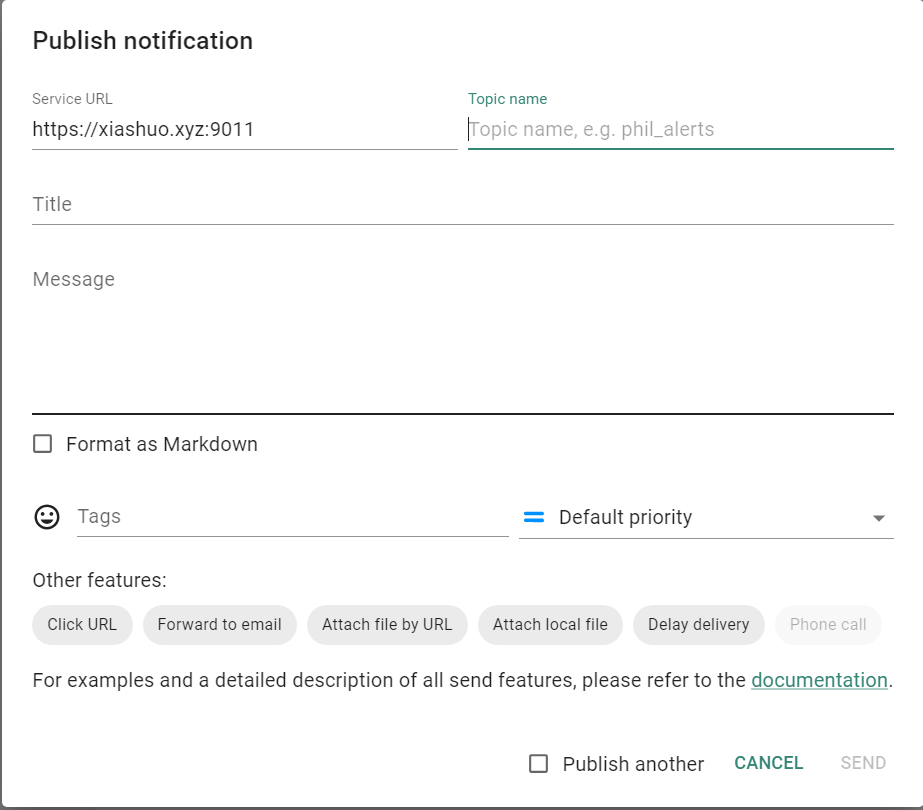 Publish notification
Service URL
Topic name
https://xiashuo.xyz:9011
Topic name, e.g. phil_alerts
Title
Message
Format as Markdown
Tags
Default priority
Other features:
Click URL
Forward to email
Attach file by URL
Attach local file
Delay delivery
Phone call
For examples and a detailed description of all send features, please refer to the documentation.
Publish another
CANCEL
SEND